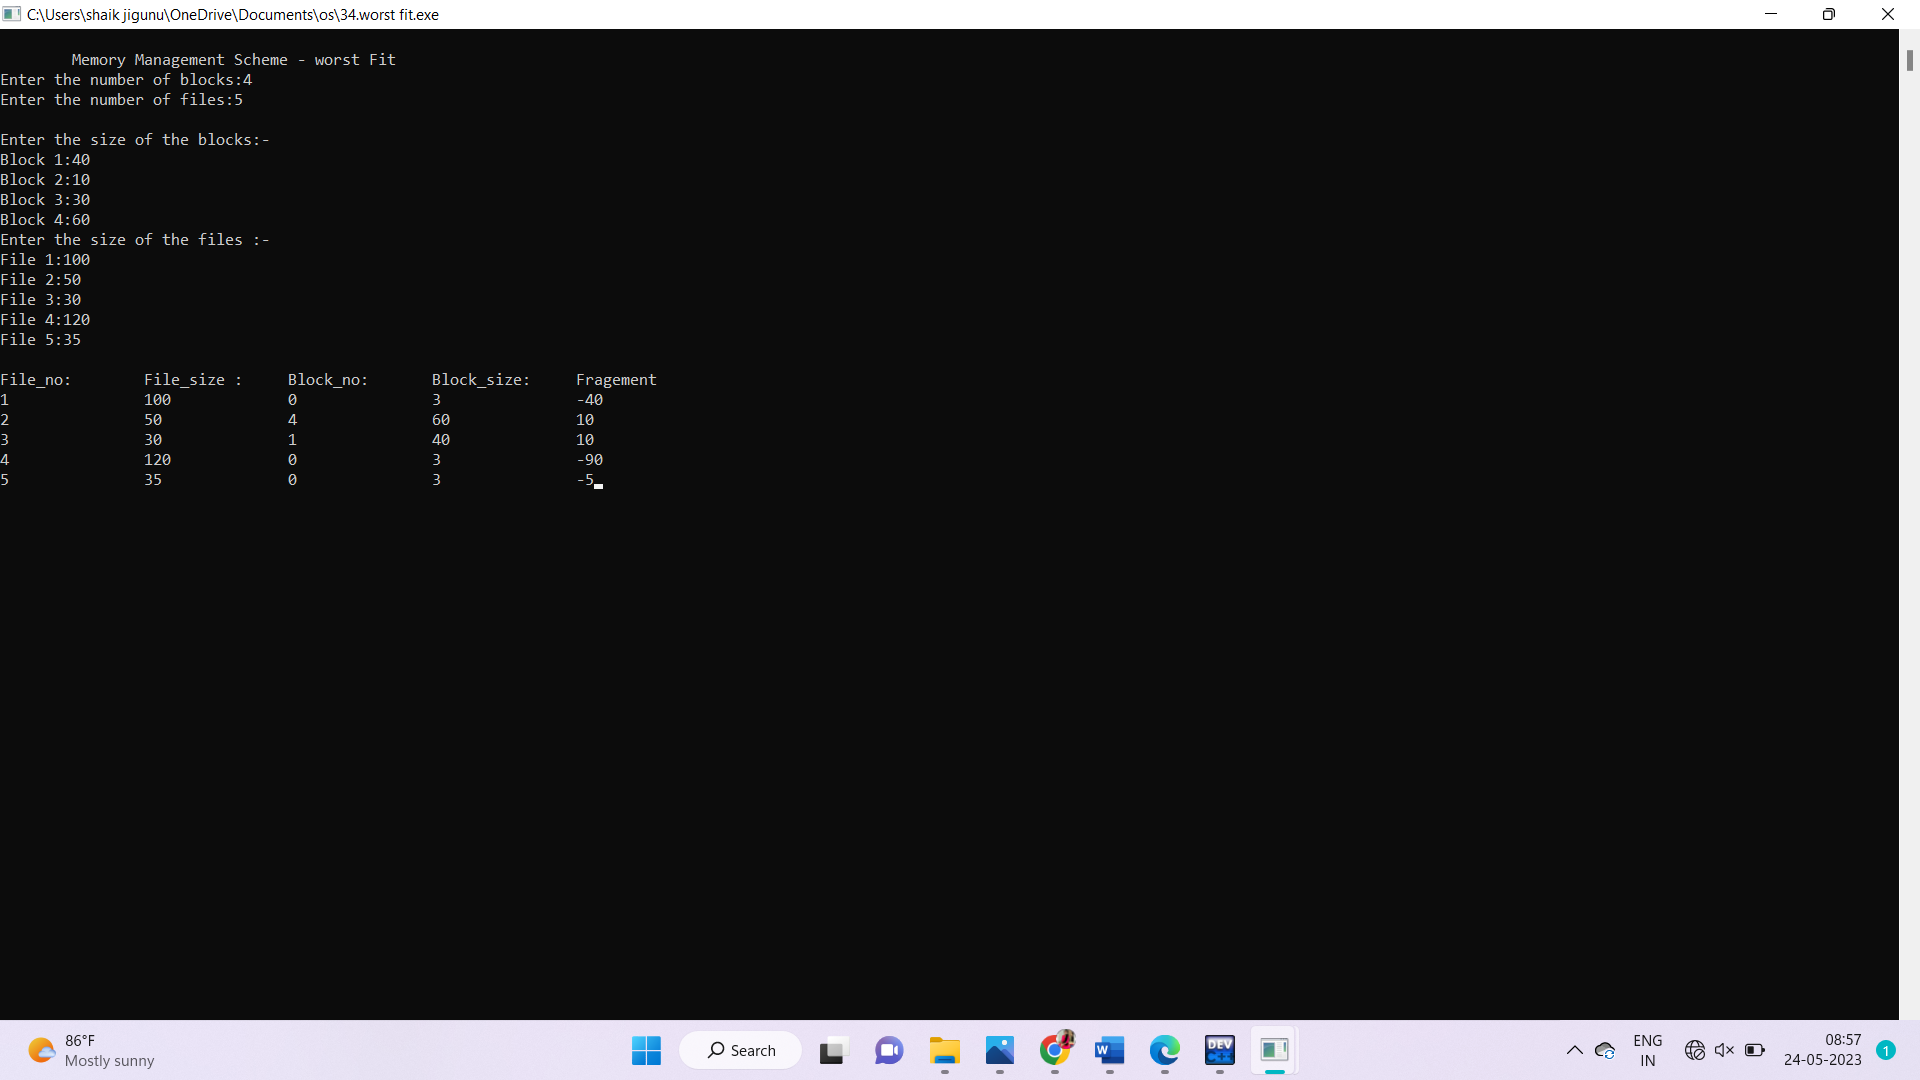 C:\Users\shaik jigunu\OneDrive\Documents\os\34.worst fit.exe
Memory Management Scheme - worst Fit
Enter the number of blocks:4
Enter the number of files:5
Enter the size of the blocks:-
Block 1:40
Block 2:10
Block 3:30
Block 4:60
Enter the size of the files :-
File 1:100
File 2:50
File 3:30
File 4:120
File 5:35
File_no: File_size : Block_no: Block_size: Fragement
1 100 0 3 -40
2 50 4 60 10
3 30 1 40 10
4 120 0 3 -90
5 35 0 3 -5
86°F
Mostly sunny
Search
W
DEV
C++
ENG
IN
08:57
24-05-2023
1